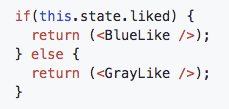 if(this.state.liked) {
  return (<BlueLike />);
} else {
  return (<GrayLike />);
}